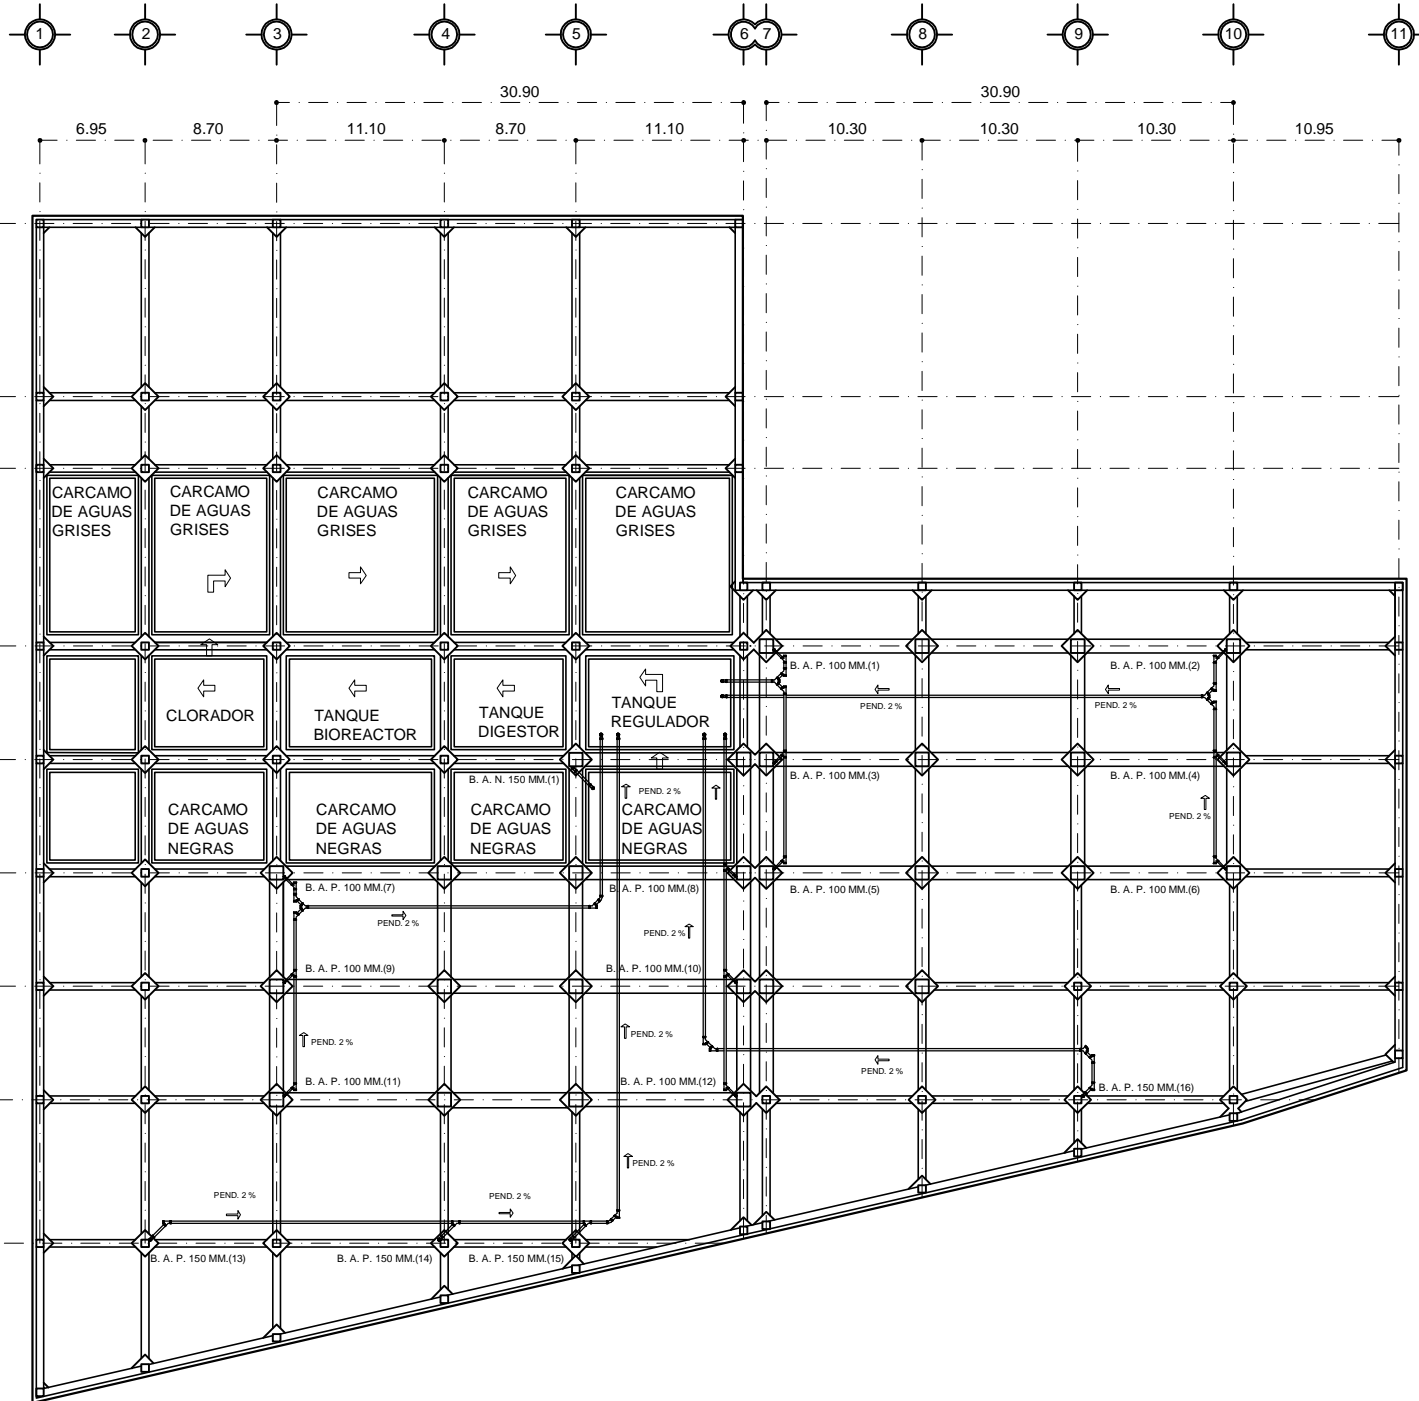 1 2 3 4 5 6 7 8 9 10 11
30.90 30.90
6.95 8.70 11.10 8.70 11.10 10.30 10.30 10.30 10.95
CARCAMO
DE AGUAS
GRISES
CARCAMO
DE AGUAS
GRISES
CARCAMO
DE AGUAS
GRISES
CARCAMO
DE AGUAS
GRISES
CARCAMO
DE AGUAS
GRISES
CLORADOR
TANQUE
BIOREACTOR
TANQUE
DIGESTOR
TANQUE
REGULADOR
B. A. P. 100 MM.(1)
B. A. P. 100 MM.(2)
PEND. 2 %
PEND. 2 %
B. A. N. 150 MM.(1)
PEND. 2 %
B. A. P. 100 MM.(3)
B. A. P. 100 MM.(4)
PEND. 2 %
CARCAMO
DE AGUAS
NEGRAS
CARCAMO
DE AGUAS
NEGRAS
CARCAMO
DE AGUAS
NEGRAS
CARCAMO
DE AGUAS
NEGRAS
B. A. P. 100 MM.(7)
B. A. P. 100 MM.(8)
B. A. P. 100 MM.(5)
B. A. P. 100 MM.(6)
PEND. 2 %
PEND. 2 %
B. A. P. 100 MM.(9)
B. A. P. 100 MM.(10)
PEND. 2 %
PEND. 2 %
PEND. 2 %
B. A. P. 100 MM.(11)
B. A. P. 100 MM.(12)
B. A. P. 150 MM.(16)
PEND. 2 %
PEND. 2 %
PEND. 2 %
B. A. P. 150 MM.(13)
B. A. P. 150 MM.(14)
B. A. P. 150 MM.(15)